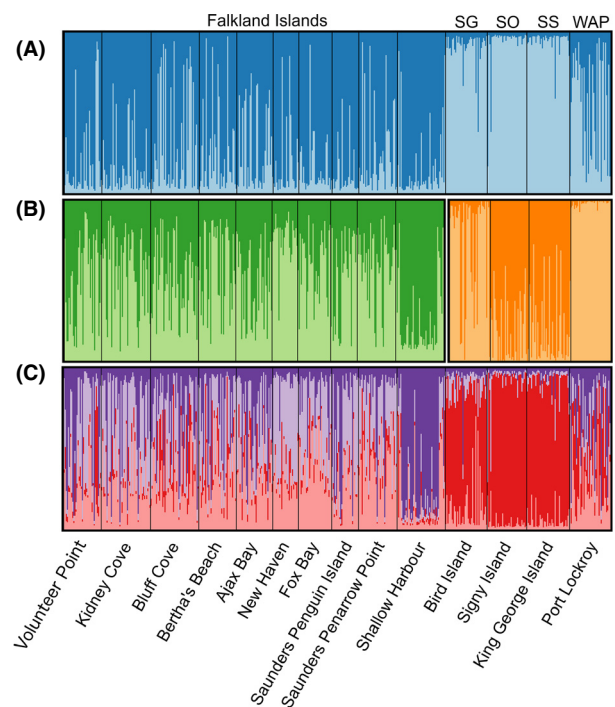 Falkland Islands SG SO SS WAP
(A)
(B)
(C)
Volunteer Point
Kidney Cove
Bluff Cove
Bertha's Beach
Ajax Bay
New Haven
Fox Bay
Saunders Penguin Island
Saunders Penarrow Point
Shallow Harbour
Bird Island
Signy Island
King George Island
Port Lockroy